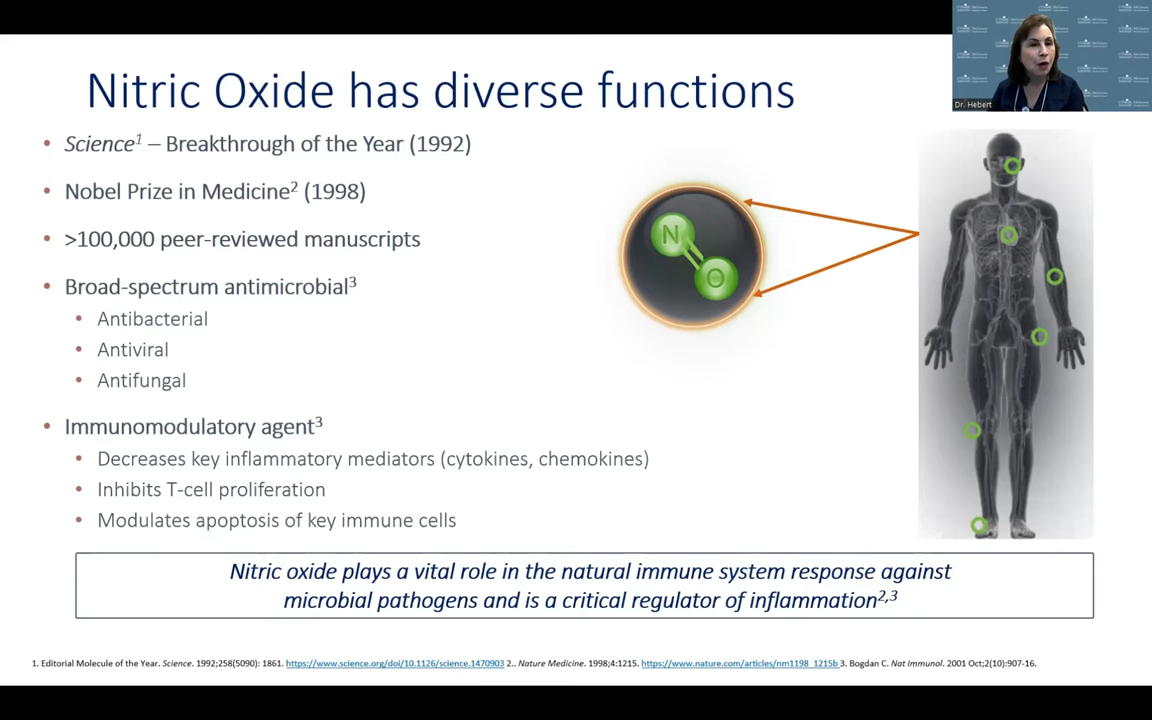 Nitric Oxide has diverse functions
Dr. Hebert
• Science¹ – Breakthrough of the Year (1992)
• Nobel Prize in Medicine² (1998)
• >100,000 peer-reviewed manuscripts
• Broad-spectrum antimicrobial³
• Antibacterial
• Antiviral
• Antifungal
• Immunomodulatory agent³
• Decreases key inflammatory mediators (cytokines, chemokines)
• Inhibits T-cell proliferation
• Modulates apoptosis of key immune cells
N
O
Nitric oxide plays a vital role in the natural immune system response against
microbial pathogens and is a critical regulator of inflammation²,³
1. Editorial Molecule of the Year. Science. 1992;258(5090): 1861. https://www.science.org/doi/10.1126/science.1470903 2.. Nature Medicine. 1998;4:1215. https://www.nature.com/articles/nm1198_1215b 3. Bogdan C. Nat Immunol. 2001 Oct;2(10):907-16.